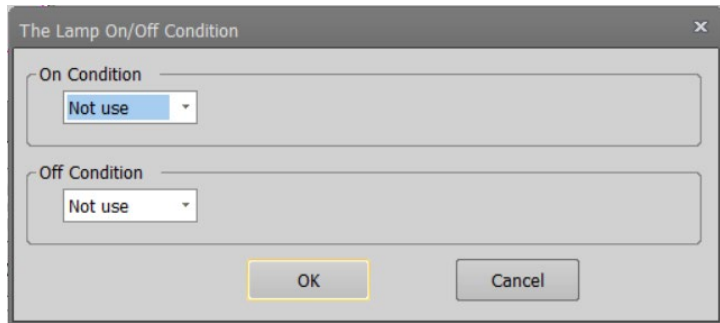 The Lamp On/Off Condition
On Condition
Not use
Off Condition
Not use
OK Cancel